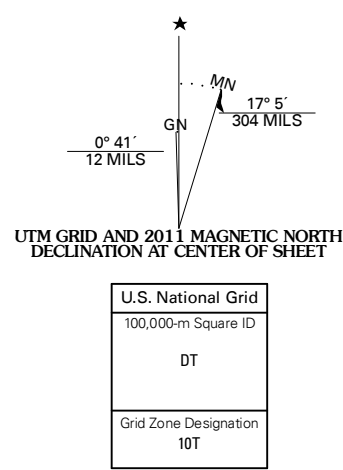 MN
GN
17° 5´
304 MILS
0° 41´
12 MILS
UTM GRID AND 2011 MAGNETIC NORTH
DECLINATION AT CENTER OF SHEET
U.S. National Grid
100,000-m Square ID
DT
Grid Zone Designation
10T